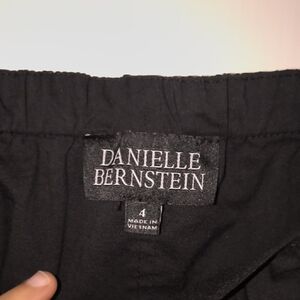 DANIELLE
BERNSTEIN
4
MADE IN
VIETNAM